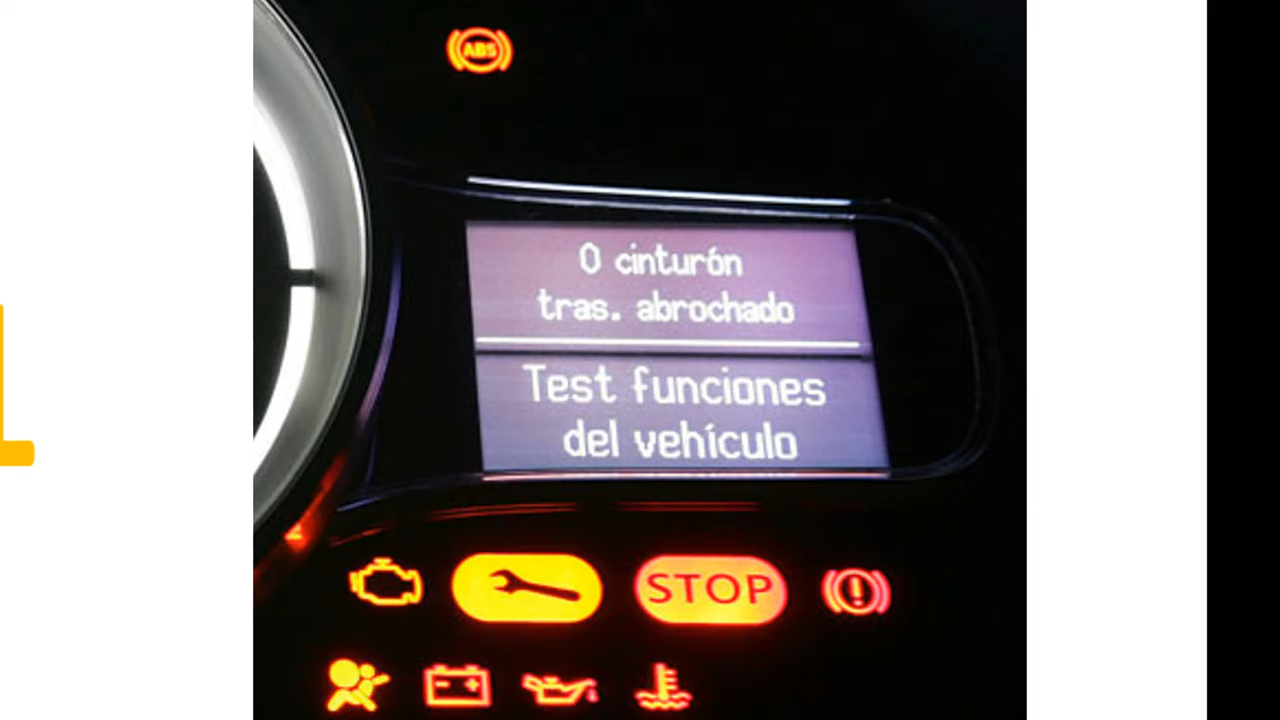 ABS
0 cinturón
tras. abrochado
Test funciones
del vehículo
STOP